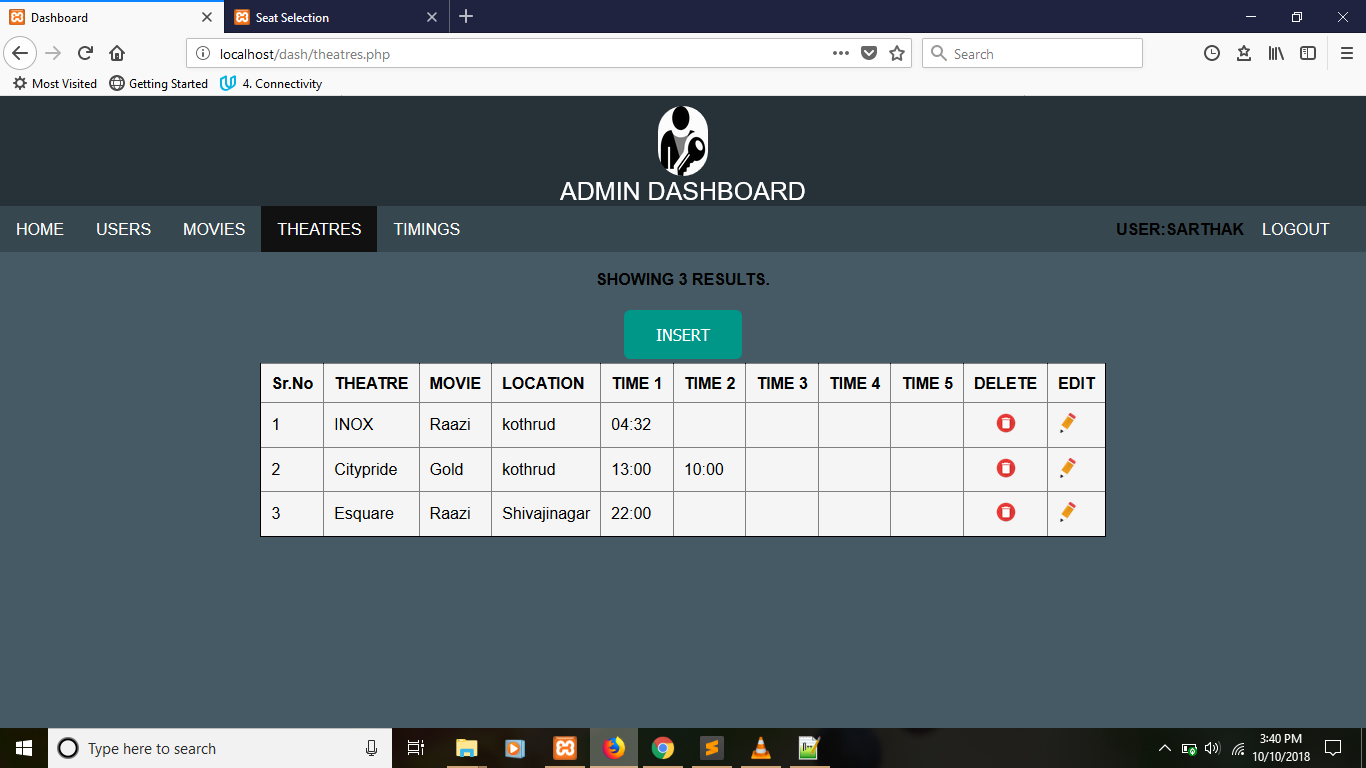 Dashboard
Seat Selection
localhost/dash/theatres.php
Search
Most Visited
Getting Started
4. Connectivity
ADMIN DASHBOARD
HOME USERS MOVIES THEATRES TIMINGS USER:SARTHAK LOGOUT
SHOWING 3 RESULTS.
INSERT
Sr.No THEATRE MOVIE LOCATION TIME 1 TIME 2 TIME 3 TIME 4 TIME 5 DELETE EDIT
1 INOX Raazi kothrud 04:32
2 Citypride Gold kothrud 13:00 10:00
3 Esquare Raazi Shivajinagar 22:00
Type here to search
3:40 PM
10/10/2018